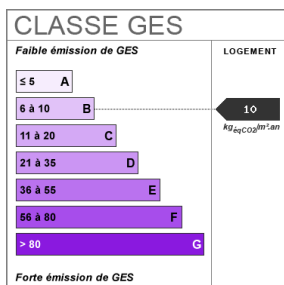 CLASSE GES
Faible émission de GES
LOGEMENT
≤ 5 A
6 à 10 B
10
kgéqCO2/m².an
11 à 20 C
21 à 35 D
36 à 55 E
56 à 80 F
> 80 G
Forte émission de GES